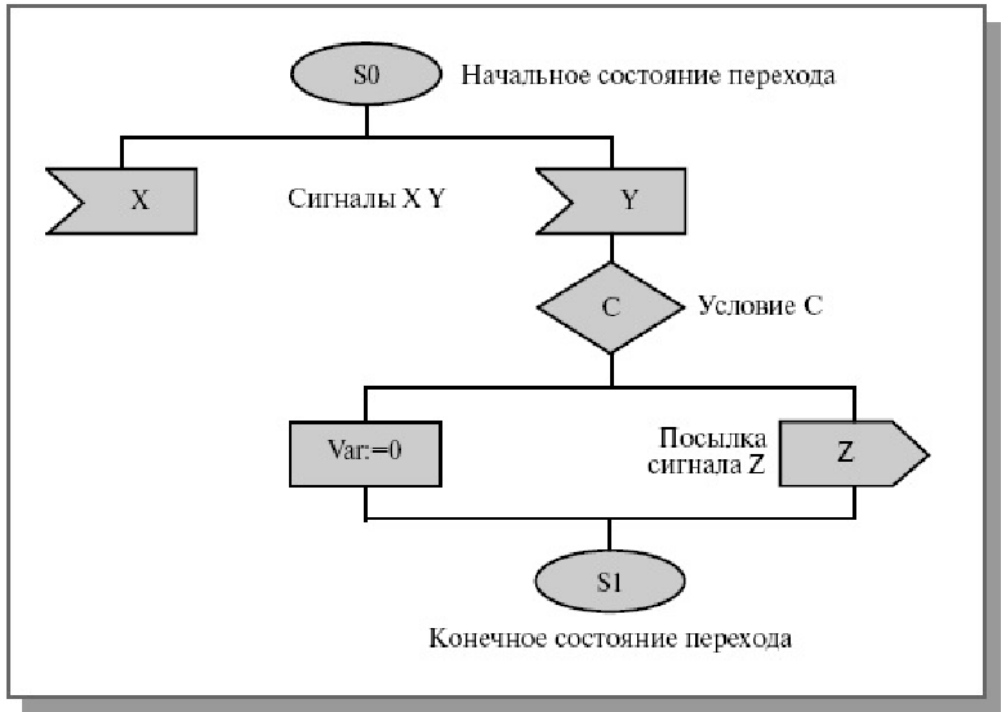 S0
Начальное состояние перехода
X
Сигналы X Y
Y
C
Условие C
Var:=0
Посылка
сигнала Z
Z
S1
Конечное состояние перехода